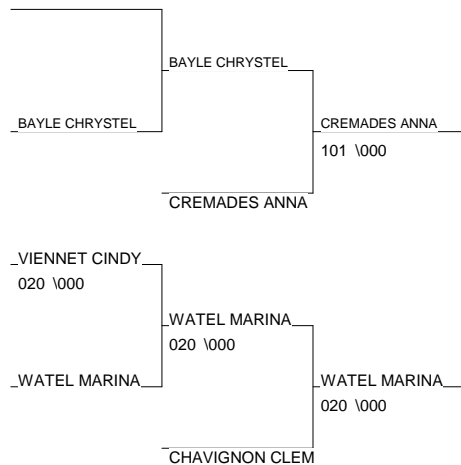 BAYLE CHRYSTEL
BAYLE CHRYSTEL
CREMADES ANNA
101 \000
CREMADES ANNA
VIENNET CINDY
020 \000
WATEL MARINA
020 \000
WATEL MARINA
WATEL MARINA
020 \000
CHAVIGNON CLEM